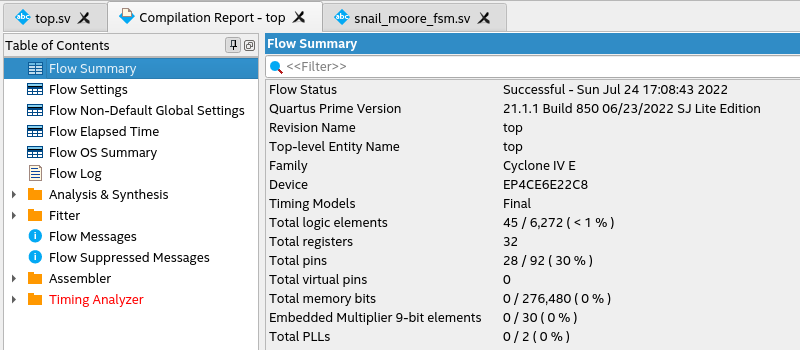 top.sv
Compilation Report - top
snail_moore_fsm.sv
Table of Contents
Flow Summary
Flow Settings
Flow Non-Default Global Settings
Flow Elapsed Time
Flow OS Summary
Flow Log
Analysis & Synthesis
Fitter
Flow Messages
Flow Suppressed Messages
Assembler
Timing Analyzer
Flow Summary
<<Filter>>
Flow Status Successful - Sun Jul 24 17:08:43 2022
Quartus Prime Version 21.1.1 Build 850 06/23/2022 SJ Lite Edition
Revision Name top
Top-level Entity Name top
Family Cyclone IV E
Device EP4CE6E22C8
Timing Models Final
Total logic elements 45 / 6,272 ( < 1 % )
Total registers 32
Total pins 28 / 92 ( 30 % )
Total virtual pins 0
Total memory bits 0 / 276,480 ( 0 % )
Embedded Multiplier 9-bit elements 0 / 30 ( 0 % )
Total PLLs 0 / 2 ( 0 % )